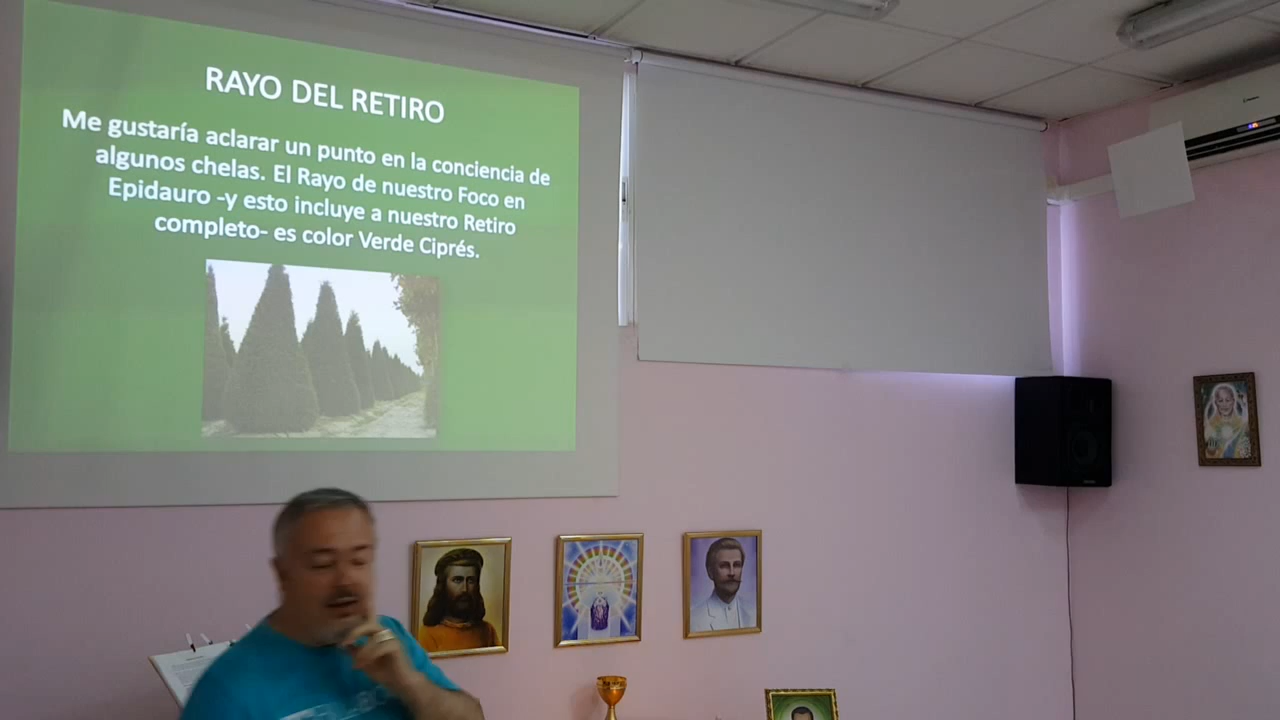 RAYO DEL RETIRO
Me gustaría aclarar un punto en la conciencia de
algunos chelas. El Rayo de nuestro Foco en
Epidauro -y esto incluye a nuestro Retiro
completo- es color Verde Ciprés.